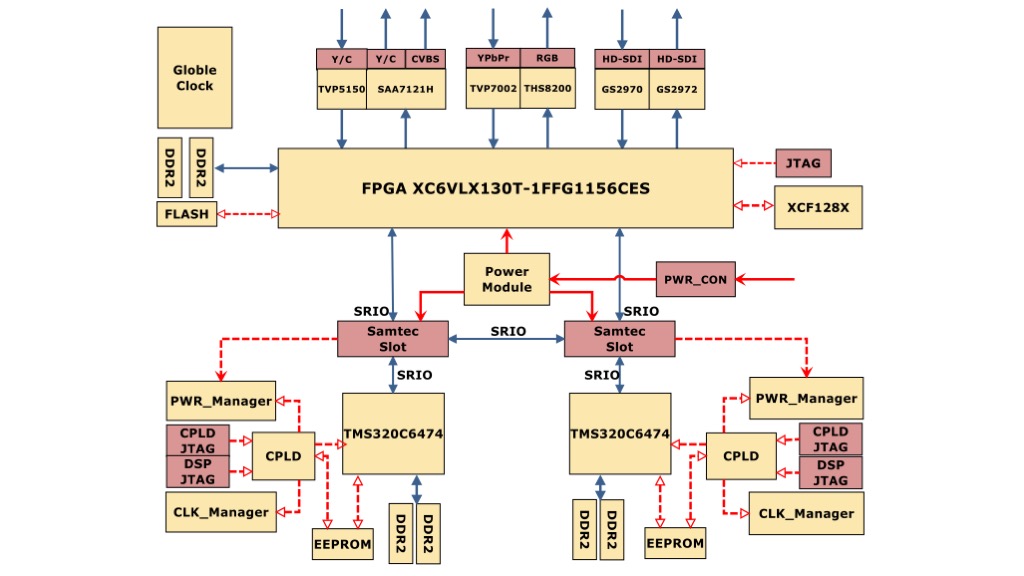 Globle
Clock
Y/C
Y/C
CVBS
TVP5150
SAA7121H
YPbPr
RGB
TVP7002
THS8200
HD-SDI
HD-SDI
GS2970
GS2972
DDR2
DDR2
FLASH
FPGA XC6VLX130T-1FFG1156CES
JTAG
XCF128X
Power
Module
PWR_CON
SRIO
SRIO
Samtec
Slot
SRIO
Samtec
Slot
SRIO
SRIO
PWR_Manager
CPLD
JTAG
DSP
JTAG
CLK_Manager
CPLD
TMS320C6474
EEPROM
DDR2
DDR2
TMS320C6474
CPLD
PWR_Manager
CPLD
JTAG
DSP
JTAG
CLK_Manager
DDR2
DDR2
EEPROM